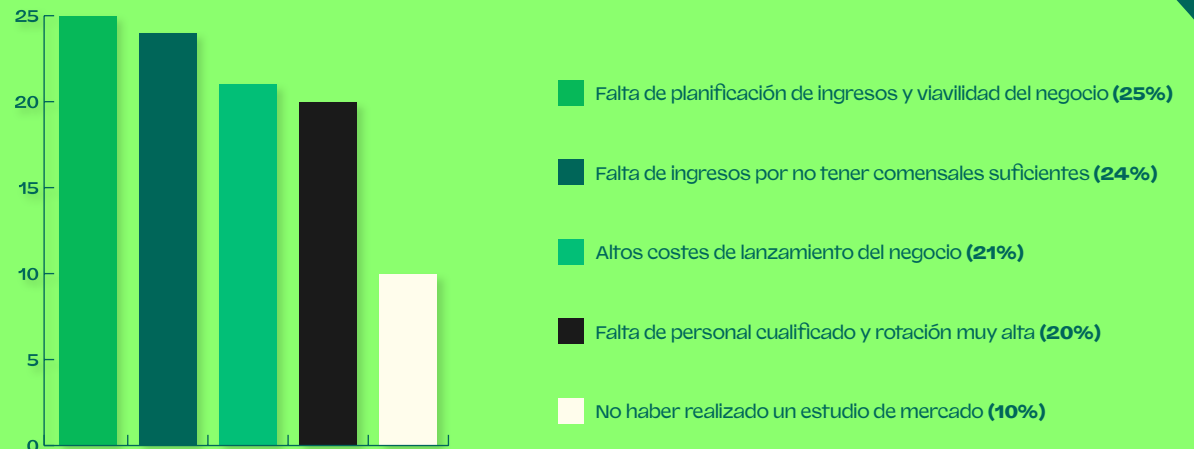 25
20
15
10
5
0
Falta de planificación de ingresos y viavilidad del negocio (25%)
Falta de ingresos por no tener comensales suficientes (24%)
Altos costes de lanzamiento del negocio (21%)
Falta de personal cualificado y rotación muy alta (20%)
No haber realizado un estudio de mercado (10%)